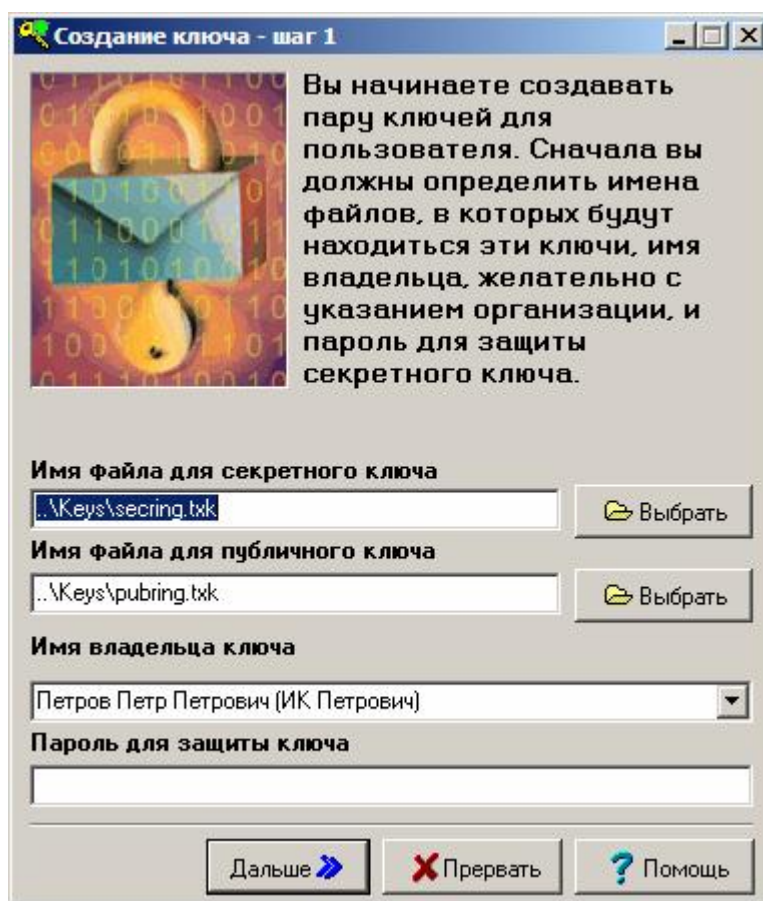 Создание ключа - шаг 1
Вы начинаете создавать
пару ключей для
пользователя. Сначала вы
должны определить имена
файлов, в которых будут
находиться эти ключи, имя
владельца, желательно с
указанием организации, и
пароль для защиты
секретного ключа.
Имя файла для секретного ключа
..\Keys\secring.txk
Выбрать
Имя файла для публичного ключа
..\Keys\pubring.txk
Выбрать
Имя владельца ключа
Петров Петр Петрович (ИК Петрович)
Пароль для защиты ключа
Дальше
Прервать
? Помощь